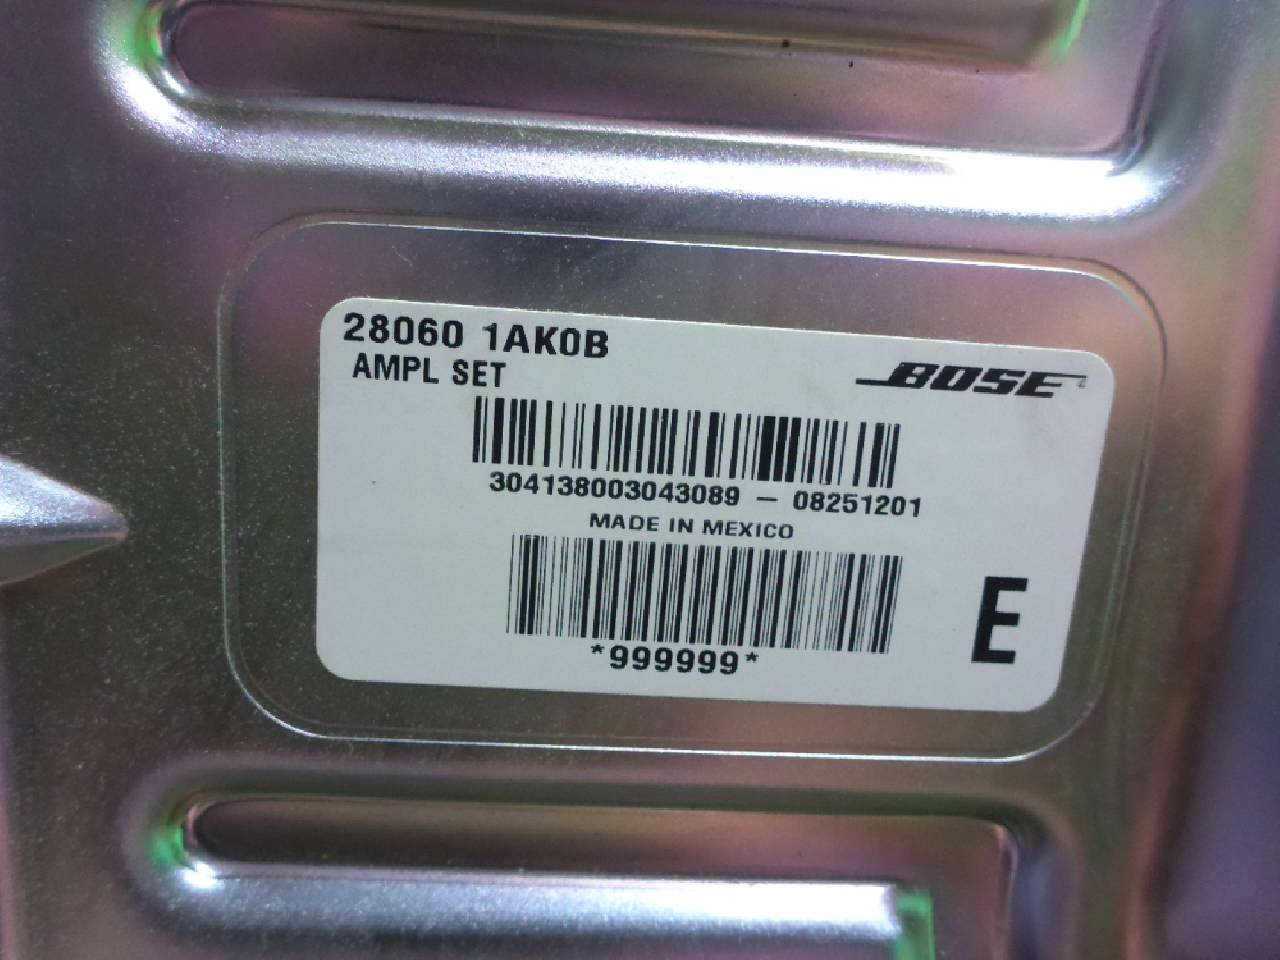 28060 1AK0B
AMPL SET
BOSE
304138003043089 – 08251201
MADE IN MEXICO
*999999*
E